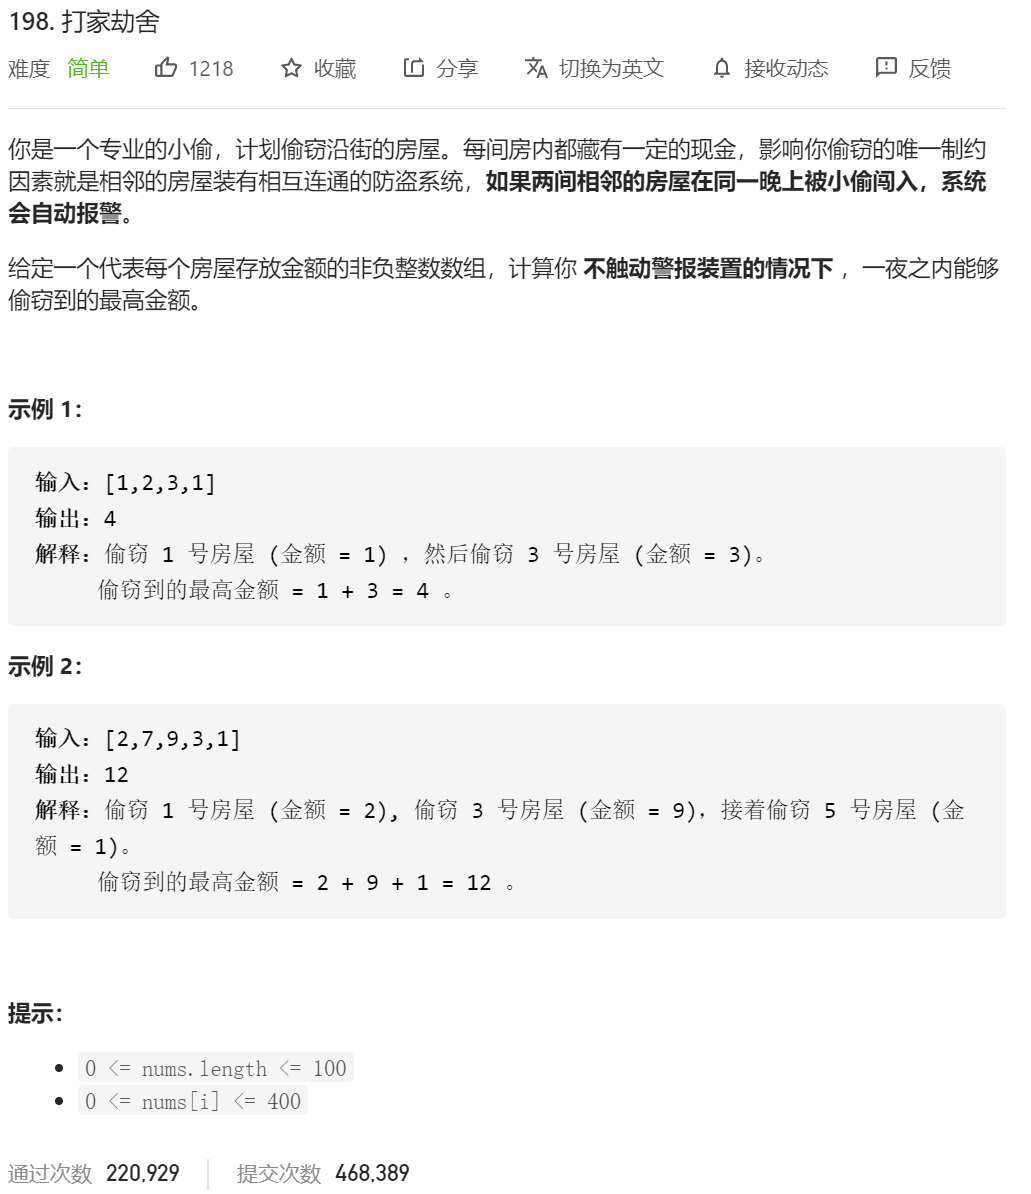 198. 打家劫舍
难度 简单 1218 收藏 分享 切换为英文 接收动态 反馈
你是一个专业的小偷，计划偷窃沿街的房屋。每间房内都藏有一定的现金，影响你偷窃的唯一制约
因素就是相邻的房屋装有相互连通的防盗系统，如果两间相邻的房屋在同一晚上被小偷闯入，系统
会自动报警。
给定一个代表每个房屋存放金额的非负整数数组，计算你 不触动警报装置的情况下 ，一夜之内能够
偷窃到的最高金额。
示例 1：
输入：[1,2,3,1]
输出：4
解释：偷窃 1 号房屋 (金额 = 1) ，然后偷窃 3 号房屋 (金额 = 3)。
偷窃到的最高金额 = 1 + 3 = 4 。
示例 2：
输入：[2,7,9,3,1]
输出：12
解释：偷窃 1 号房屋 (金额 = 2), 偷窃 3 号房屋 (金额 = 9)，接着偷窃 5 号房屋 (金
额 = 1)。
偷窃到的最高金额 = 2 + 9 + 1 = 12 。
提示：
0 <= nums.length <= 100
0 <= nums[i] <= 400
通过次数 220,929 提交次数 468,389